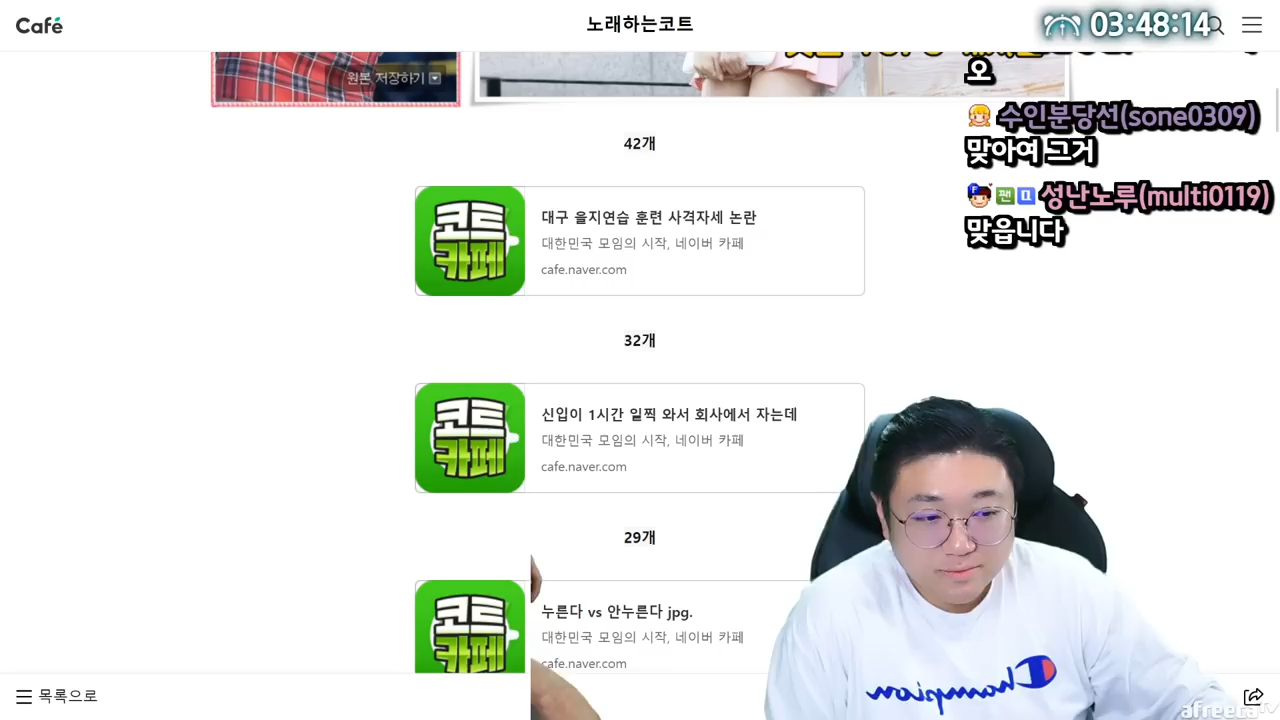 Café
노래하는코트
03:48:14
원본 저장하기
오
수인분당선(sone0309)
맞아여 그거
F 팬 Q 성난노루(multi0119)
맞읍니다
42개
코트
카페
대구 을지연습 훈련 사격자세 논란
대한민국 모임의 시작, 네이버 카페
cafe.naver.com
32개
코트
카페
신입이 1시간 일찍 와서 회사에서 자는데
대한민국 모임의 시작, 네이버 카페
cafe.naver.com
29개
코트
카페
누른다 vs 안누른다 jpg.
대한민국 모임의 시작, 네이버 카페
cafe.naver.com
Champion
목록으로
afreecaTV